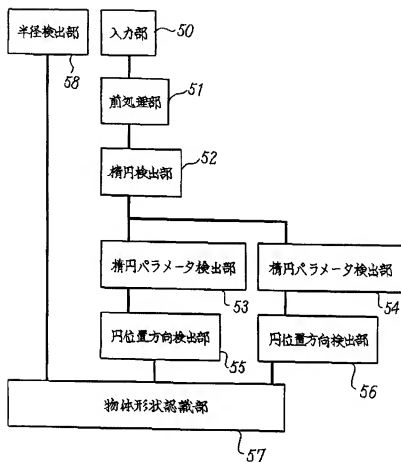 半径検出部
58
入力部
50
前処理部
51
楕円検出部
52
楕円パラメータ検出部
53
楕円パラメータ検出部
54
円位置方向検出部
55
円位置方向検出部
56
物体形状認識部
57